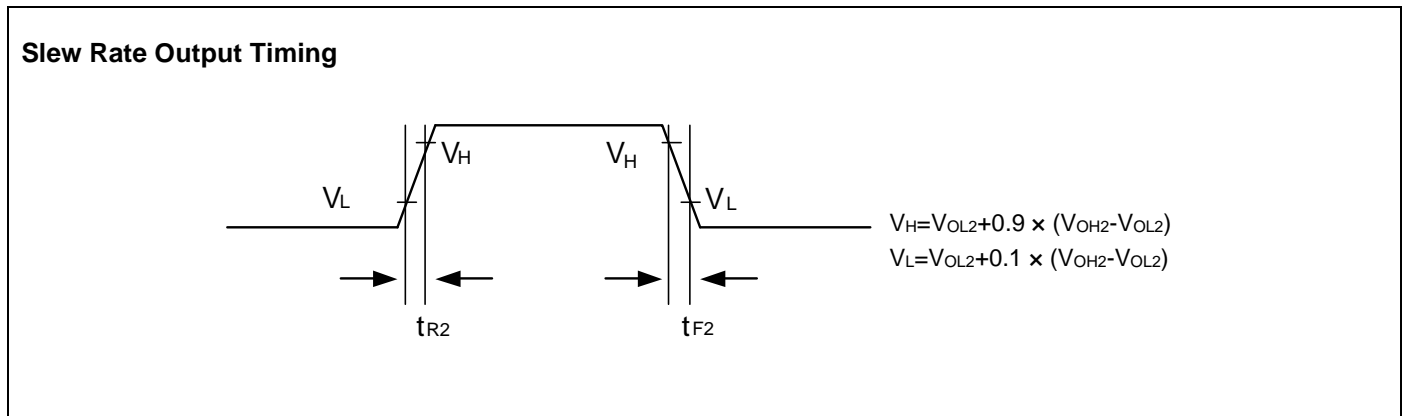 Slew Rate Output Timing
VH
VH
VL
VL
VH=VOL2+0.9 × (VOH2-VOL2)
VL=VOL2+0.1 × (VOH2-VOL2)
tR2
tF2